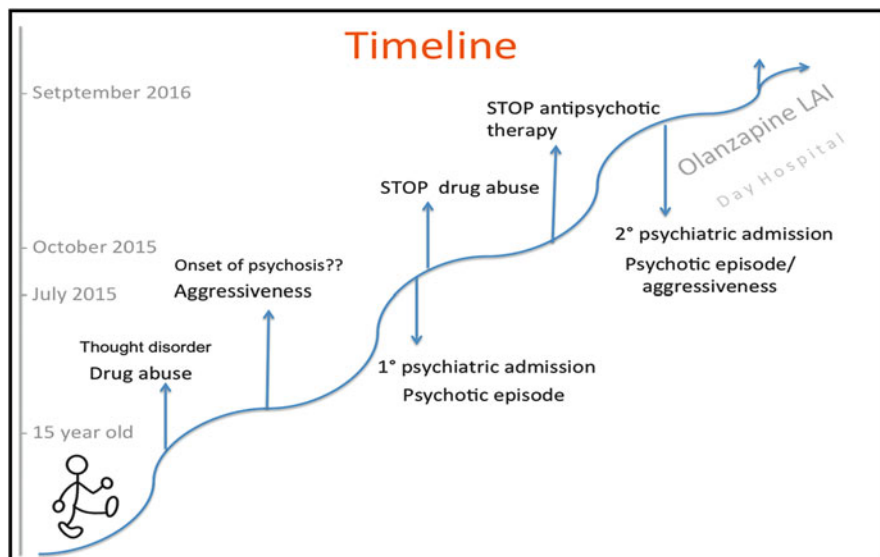 Timeline
Setptember 2016
STOP antipsychotic
therapy
Olanzapine LAI
Day Hospital
STOP drug abuse
October 2015
2° psychiatric admission
Psychotic episode/
aggressiveness
Onset of psychosis??
Aggressiveness
July 2015
Thought disorder
Drug abuse
1° psychiatric admission
Psychotic episode
15 year old